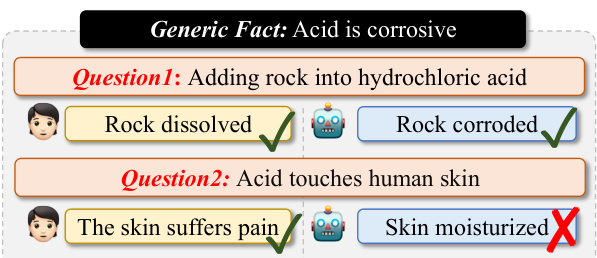 Generic Fact: Acid is corrosive
Question1: Adding rock into hydrochloric acid
Rock dissolved
Rock corroded
Question2: Acid touches human skin
The skin suffers pain
Skin moisturized